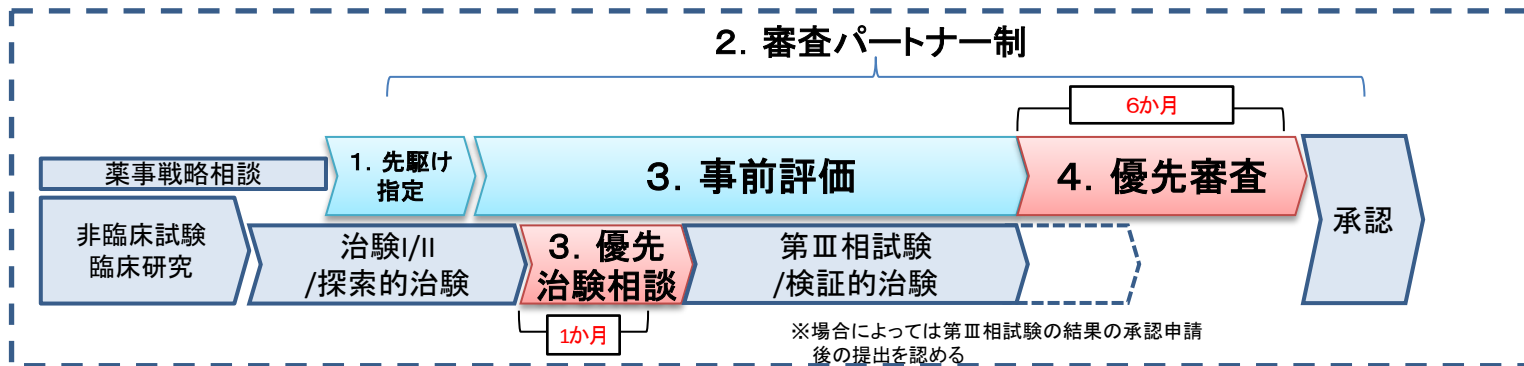 2．審査パートナー制
6か月
薬事戦略相談
1．先駆け
指定
3．事前評価
4．優先審査
承認
非臨床試験
臨床研究
治験I/II
/探索的治験
3．優先
治験相談
第Ⅲ相試験
/検証的治験
1か月
※場合によっては第Ⅲ相試験の結果の承認申請
後の提出を認める